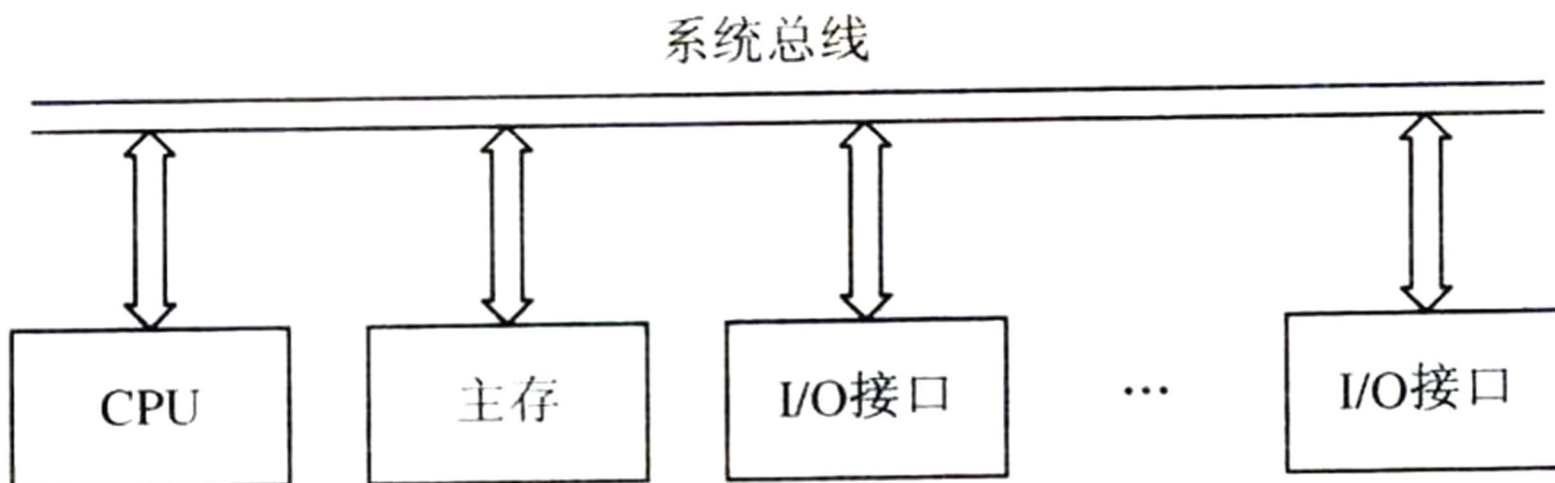 系统总线
CPU
主存
I/O接口
...
I/O接口